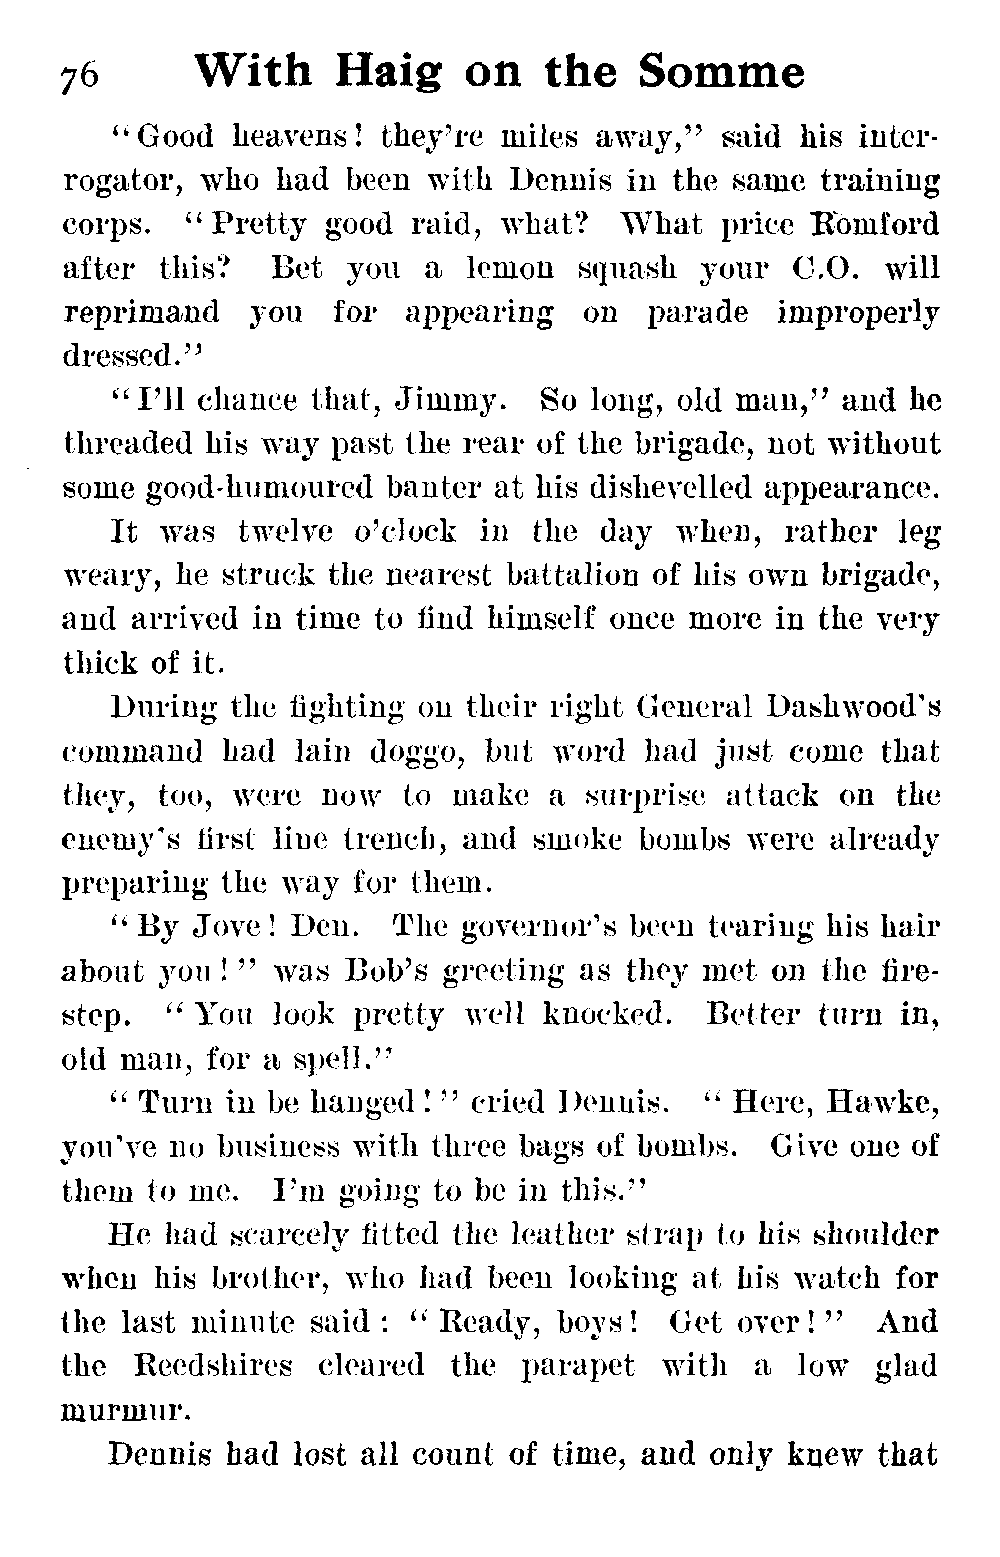 76 With Haig on the Somme
"Good heavens! they're miles away," said his inter-
rogator, who had been with Dennis in the same training
corps. "Pretty good raid, what? What price Romford
after this? Bet you a lemon squash your C.O. will
reprimand you for appearing on parade improperly
dressed."
"I'll chance that, Jimmy. So long, old man," and he
threaded his way past the rear of the brigade, not without
some good-humoured banter at his dishevelled appearance.
It was twelve o'clock in the day when, rather leg
weary, he struck the nearest battalion of his own brigade,
and arrived in time to find himself once more in the very
thick of it.
During the fighting on their right General Dashwood's
command had lain doggo, but word had just come that
they, too, were now to make a surprise attack on the
enemy's first line trench, and smoke bombs were already
preparing the way for them.
"By Jove! Den. The governor's been tearing his hair
about you!" was Bob's greeting as they met on the fire-
step. "You look pretty well knocked. Better turn in,
old man, for a spell."
"Turn in be hanged!" cried Dennis. "Here, Hawke,
you've no business with three bags of bombs. Give one of
them to me. I'm going to be in this."
He had scarcely fitted the leather strap to his shoulder
when his brother, who had been looking at his watch for
the last minute said: "Ready, boys! Get over!" And
the Reedshires cleared the parapet with a low glad
murmur.
Dennis had lost all count of time, and only knew that